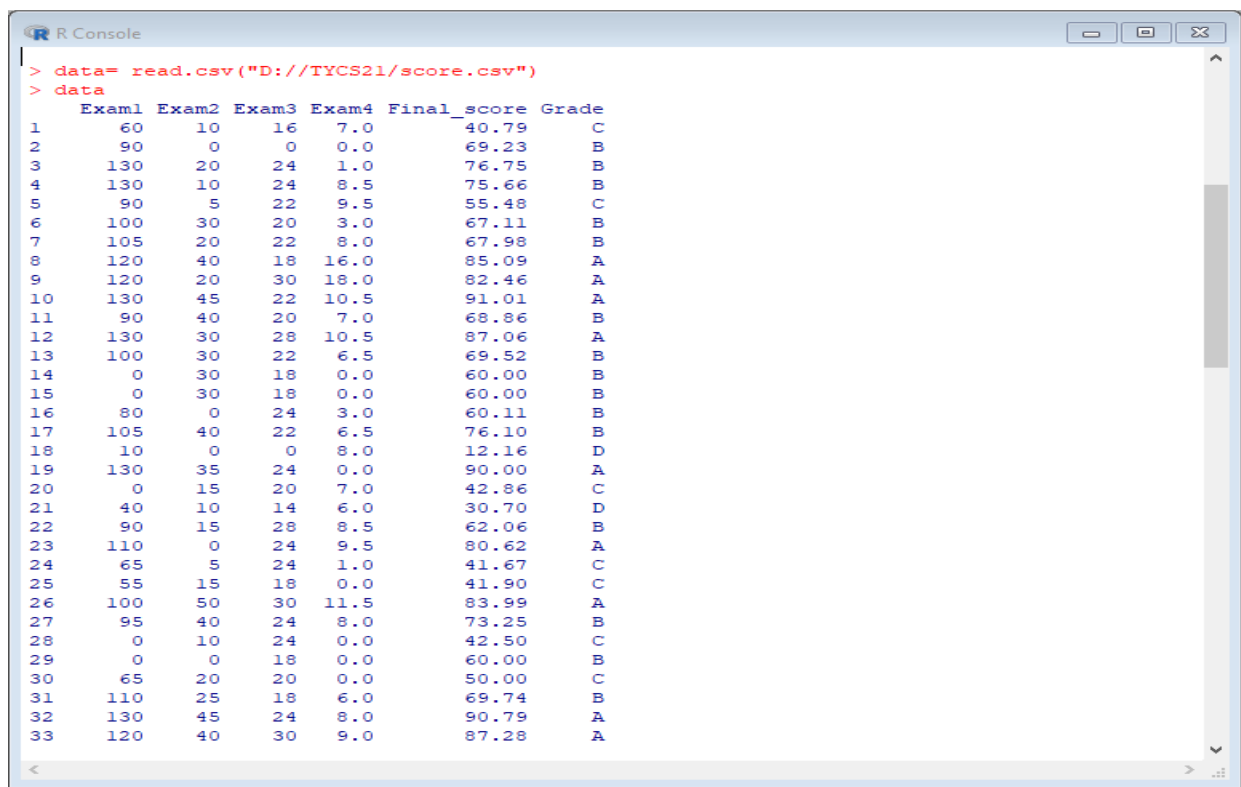 R Console
> data= read.csv("D://TYCS21/score.csv")
> data
Exam1 Exam2 Exam3 Exam4 Final_score Grade
1 60 10 16 7.0 40.79 C
2 90 0 0 0.0 69.23 B
3 130 20 24 1.0 76.75 B
4 130 10 24 8.5 75.66 B
5 90 5 22 9.5 55.48 C
6 100 30 20 3.0 67.11 B
7 105 20 22 8.0 67.98 B
8 120 40 18 16.0 85.09 A
9 120 20 30 18.0 82.46 A
10 130 45 22 10.5 91.01 A
11 90 40 20 7.0 68.86 B
12 130 30 28 10.5 87.06 A
13 100 30 22 6.5 69.52 B
14 0 30 18 0.0 60.00 B
15 0 30 18 0.0 60.00 B
16 80 0 24 3.0 60.11 B
17 105 40 22 6.5 76.10 B
18 10 0 0 8.0 12.16 D
19 130 35 24 0.0 90.00 A
20 0 15 20 7.0 42.86 C
21 40 10 14 6.0 30.70 D
22 90 15 28 8.5 62.06 B
23 110 0 24 9.5 80.62 A
24 65 5 24 1.0 41.67 C
25 55 15 18 0.0 41.90 C
26 100 50 30 11.5 83.99 A
27 95 40 24 8.0 73.25 B
28 0 10 24 0.0 42.50 C
29 0 0 18 0.0 60.00 B
30 65 20 20 0.0 50.00 C
31 110 25 18 6.0 69.74 B
32 130 45 24 8.0 90.79 A
33 120 40 30 9.0 87.28 A